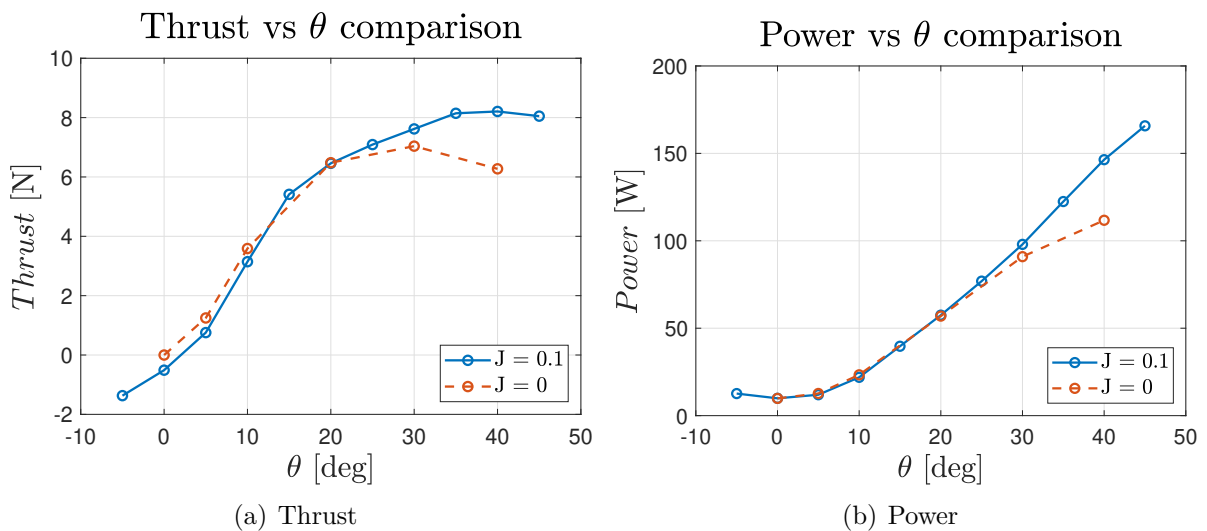 Thrust vs θ comparison
10
8
6
4
2
0
-2
Thrust [N]
-10
0
10
20
30
40
50
θ [deg]
J = 0.1
J = 0
(a) Thrust
Power vs θ comparison
200
150
100
50
0
Power [W]
-10
0
10
20
30
40
50
θ [deg]
J = 0.1
J = 0
(b) Power